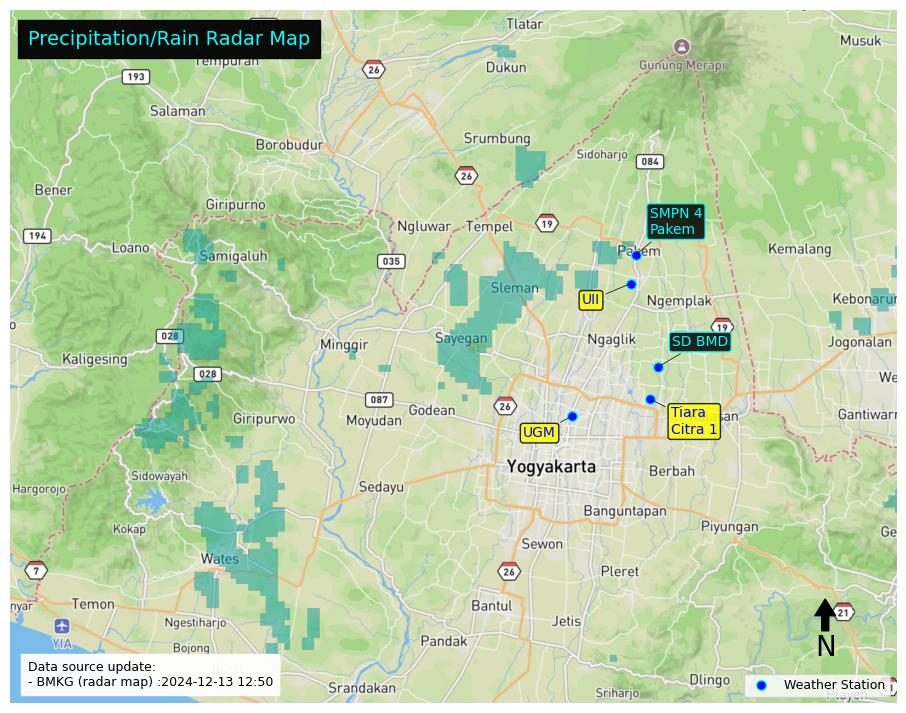 Precipitation/Rain Radar Map
Tlatar
Musuk
26
Gunung Merapi
Dukun
193
Salaman
Srumbung
Borobudur
Sidoharjo
084
26
Bener
Giripurno
SMPN 4
Pakem
Ngluwar
Tempel
19
194
Loano
Samigaluh
035
Pakem
Kemalang
Sleman
UII
Ngemplak
19
028
Minggir
Sayegan
Ngaglik
SD BMD
Jogonalan
Kaligesing
028
087
Godean
26
Giripurwo
Moyudan
UGM
Tiara
Citra 1
Yogyakarta
Berbah
Sidowayah
Hargorojo
Sedayu
Banguntapan
Kokap
Piyungan
Wates
Sewon
7
26
Pleret
Temon
Bantul
21
Ngestiharjo
Jetis
YIA
N
Bojong
Pandak
Data source update:
- BMKG (radar map) :2024-12-13 12:50
Srandakan
Dlingo
Sriharjo
Weather Station